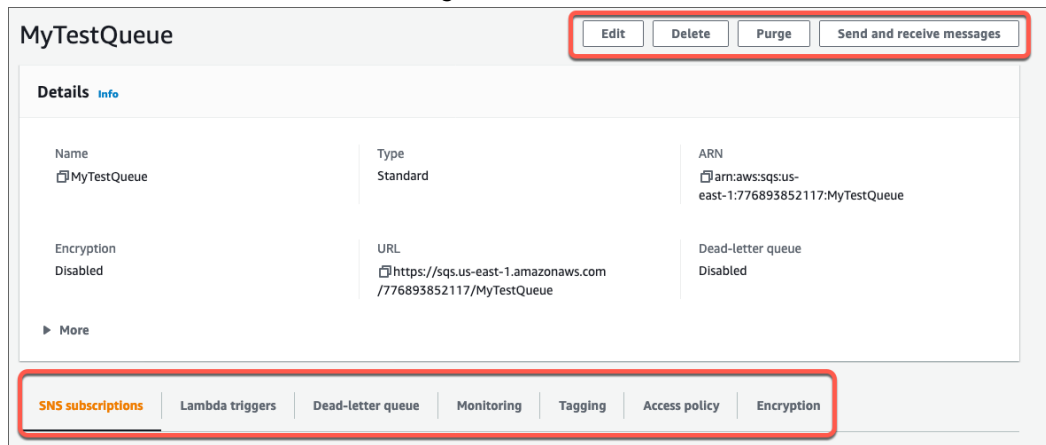 MyTestQueue
Edit
Delete
Purge
Send and receive messages
Details Info
Name
MyTestQueue
Type
Standard
ARN
arn:aws:sqs:us-
east-1:776893852117:MyTestQueue
Encryption
Disabled
URL
https://sqs.us-east-1.amazonaws.com
/776893852117/MyTestQueue
Dead-letter queue
Disabled
More
SNS subscriptions
Lambda triggers
Dead-letter queue
Monitoring
Tagging
Access policy
Encryption